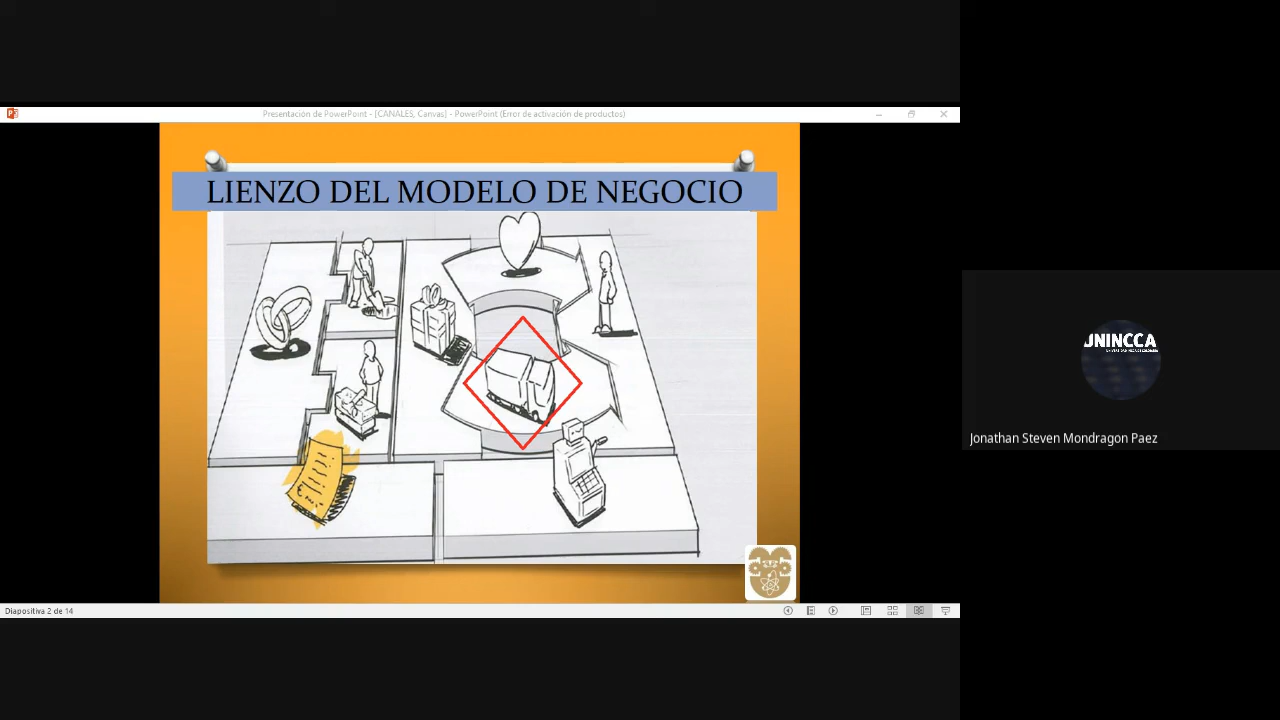 Presentación de PowerPoint - [CANALES, Canvas] - PowerPoint (Error de activación de productos)
LIENZO DEL MODELO DE NEGOCIO
UNINCCA
Jonathan Steven Mondragon Paez
Diapositiva 2 de 14